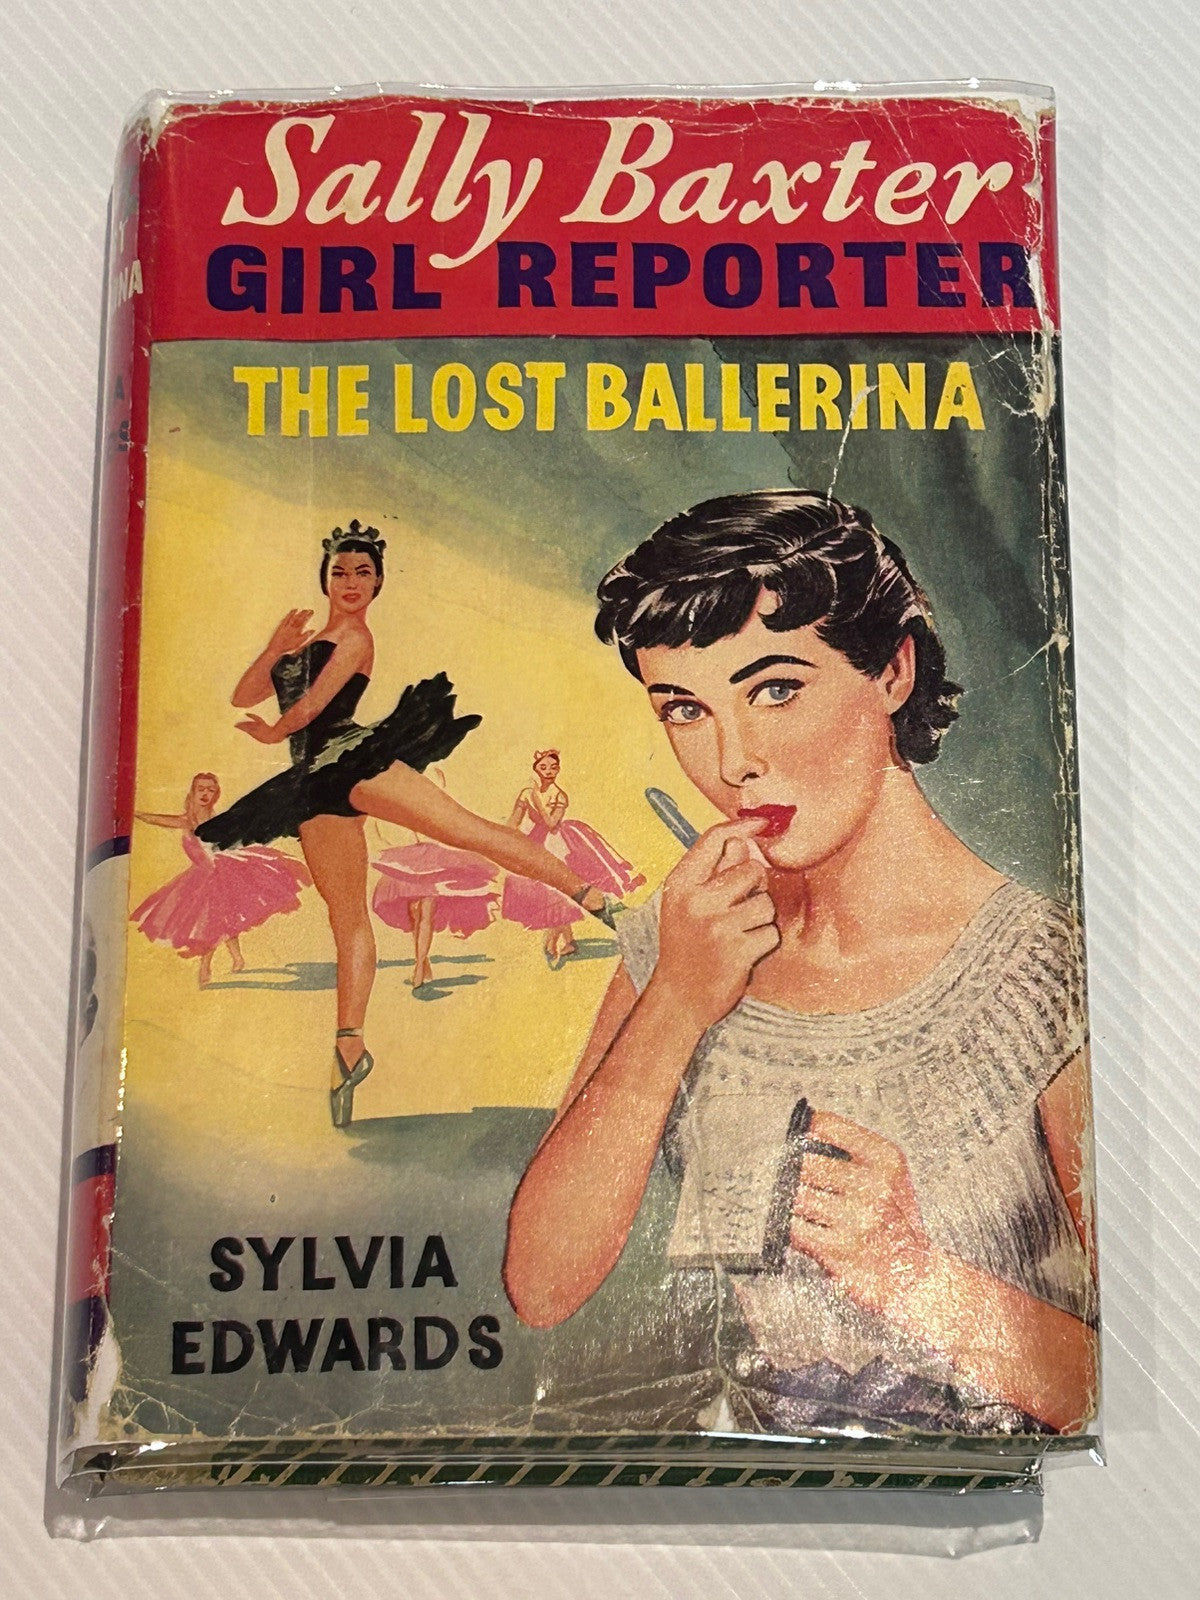 Sally Baxter
GIRL REPORTER
THE LOST BALLERINA
SYLVIA
EDWARDS